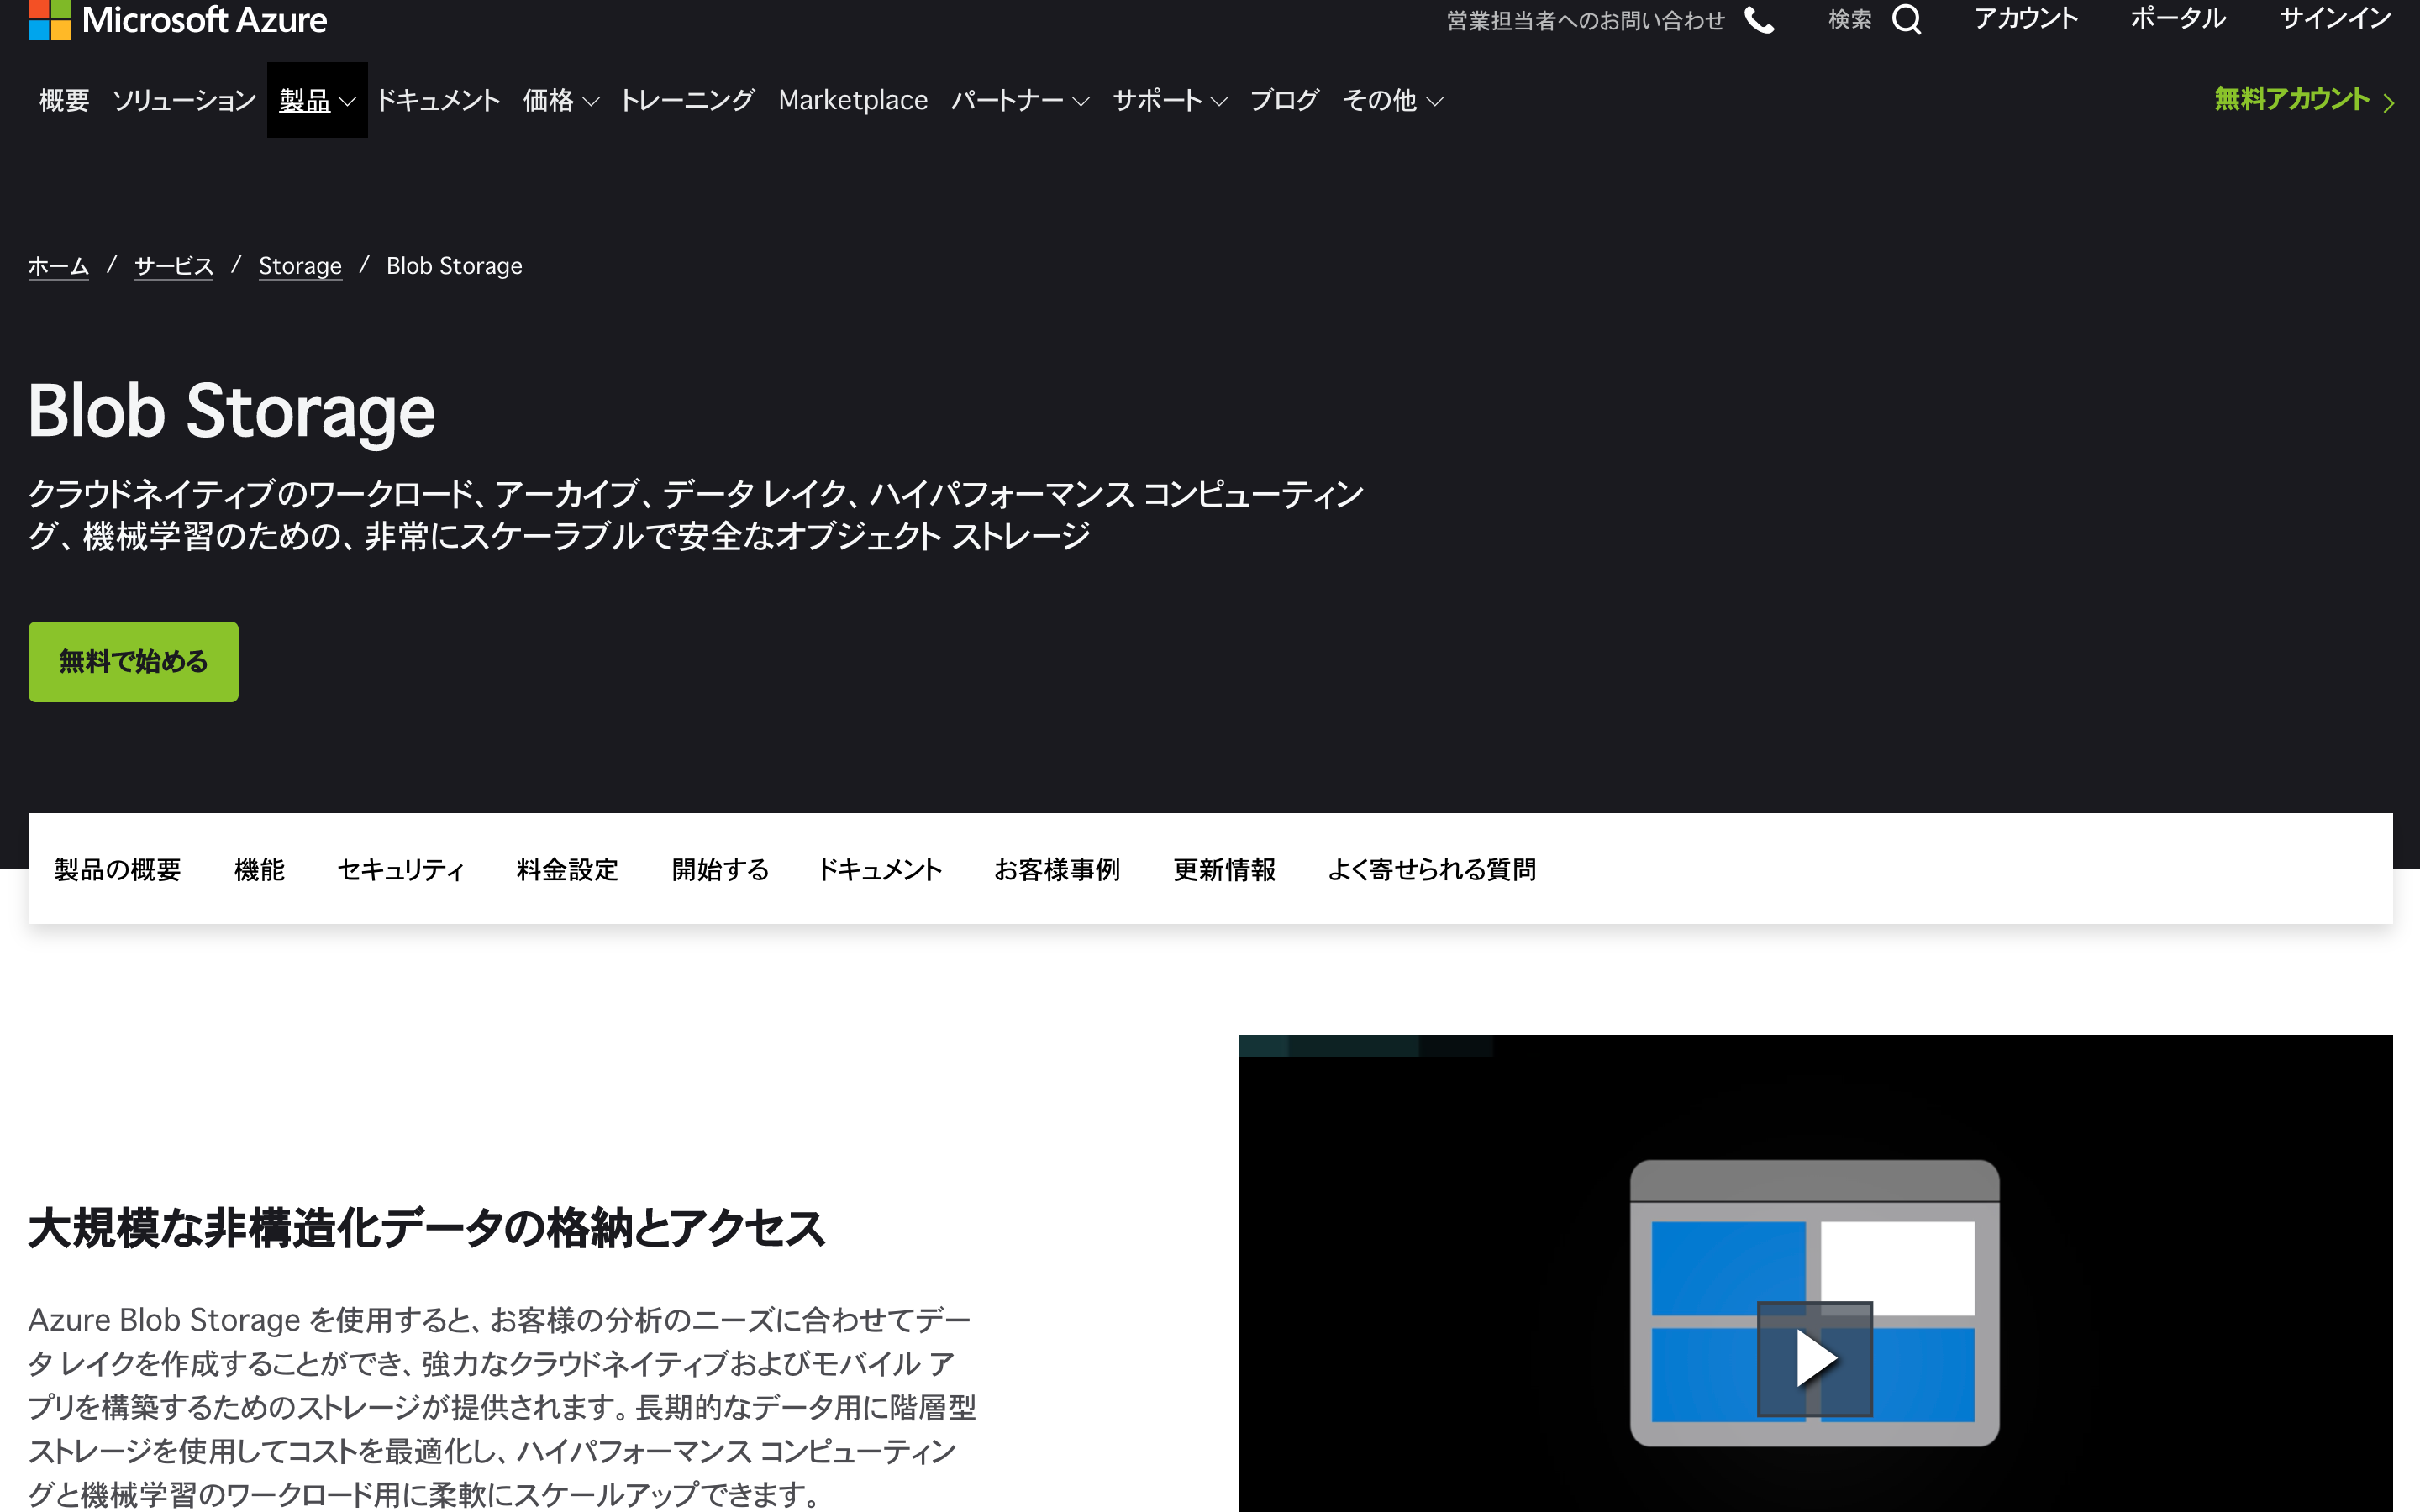 Microsoft Azure
営業担当者へのお問い合わせ 検索 アカウント ポータル サインイン
概要 ソリューション 製品 ドキュメント 価格 トレーニング Marketplace パートナー サポート ブログ その他 無料アカウント
ホーム / サービス / Storage / Blob Storage
Blob Storage
クラウドネイティブのワークロード、アーカイブ、データ レイク、ハイパフォーマンス コンピューティン
グ、機械学習のための、非常にスケーラブルで安全なオブジェクト ストレージ
無料で始める
製品の概要 機能 セキュリティ 料金設定 開始する ドキュメント お客様事例 更新情報 よく寄せられる質問
大規模な非構造化データの格納とアクセス
Azure Blob Storage を使用すると、お客様の分析のニーズに合わせてデー
タ レイクを作成することができ、強力なクラウドネイティブおよびモバイル ア
プリを構築するためのストレージが提供されます。長期的なデータ用に階層型
ストレージを使用してコストを最適化し、ハイパフォーマンス コンピューティン
グと機械学習のワークロード用に柔軟にスケールアップできます。